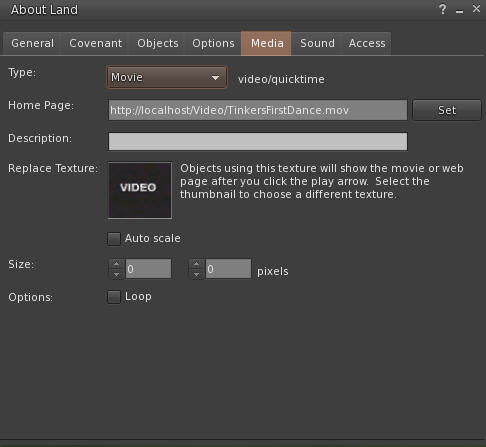 About Land ? _ ×
General Covenant Objects Options Media Sound Access
Type: Movie video/quicktime
Home Page: http://localhost/Video/TinkersFirstDance.mov Set
Description:
Replace Texture: VIDEO Objects using this texture will show the movie or web
page after you click the play arrow. Select the
thumbnail to choose a different texture.
Auto scale
Size: 0 0 pixels
Options: Loop